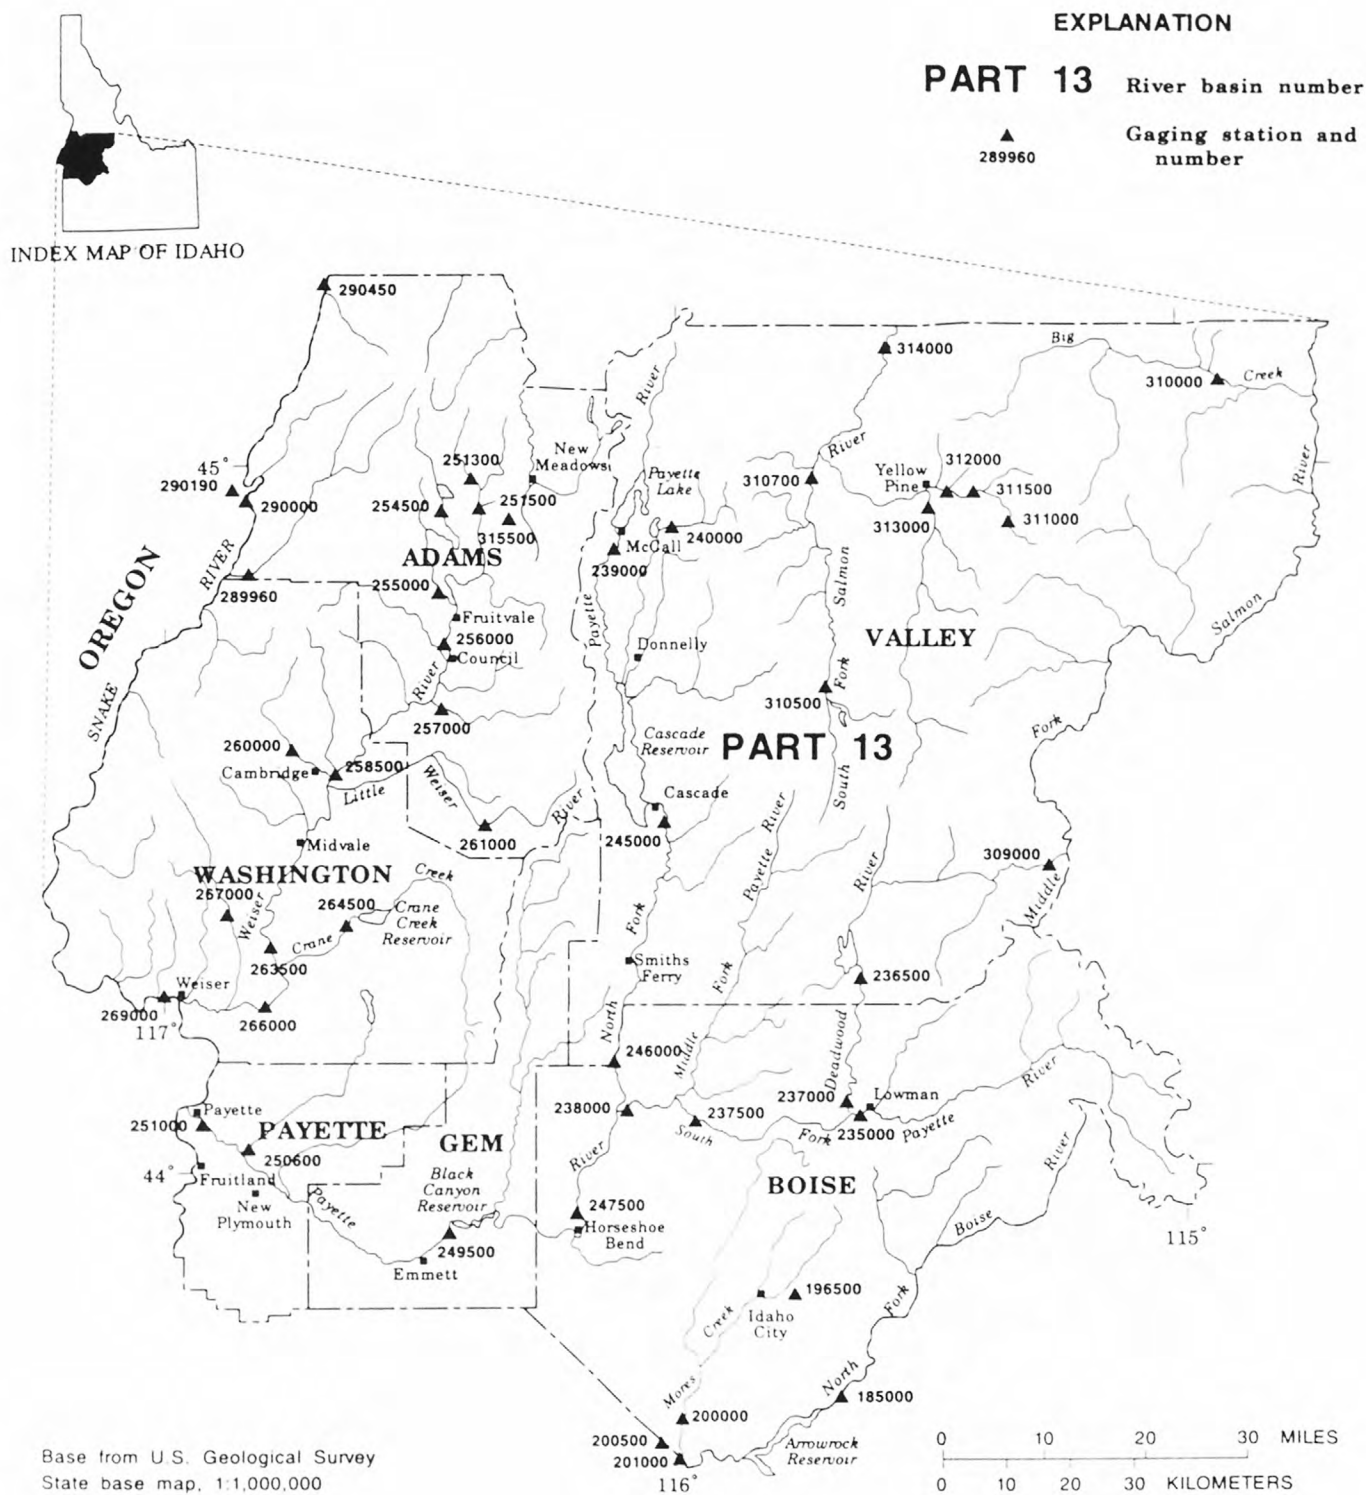 EXPLANATION
PART 13 River basin number
289960
Gaging station and
number
INDEX MAP OF IDAHO
290450
314000
Big
310000
Creek
River
45°
251300
New
Meadows
Payette
Lake
River
312000
Yellow
Pine
River
290190
290000
254500
251500
315500
310700
311500
313000
311000
OREGON
RIVER
ADAMS
McCall
240000
239000
289960
255000
Fruitvale
Payette
Salmon
Salmon
256000
Council
Donnelly
VALLEY
SNAKE
River
257000
310500
Fork
260000
Cambridge
258500
Little
Weiser
River
Cascade
Reservoir
PART 13
South
Fork
Cascade
Midvale
261000
245000
River
WASHINGTON
Creek
309000
Middle
267000
264500
Crane
Creek
Reservoir
Weiser
Crane
Payette
River
Fork
263500
Smiths
Ferry
Fork
236500
Weiser
269000
117°
266000
North
246000
Middle
Deadwood
River
Payette
251000
PAYETTE
250600
GEM
238000
237500
South
237000
Lowman
235000
Fork
Payette
44°
Fruitland
New
Plymouth
Payette
Black
Canyon
Reservoir
River
BOISE
River
247500
Horseshoe
Bend
Boise
115°
249500
Emmett
196500
Idaho
City
Creek
Fork
Mores
North
185000
200000
200500
201000
Arrowrock
Reservoir
116°
Base from U.S. Geological Survey
State base map, 1:1,000,000
0 10 20 30 MILES
0 10 20 30 KILOMETERS